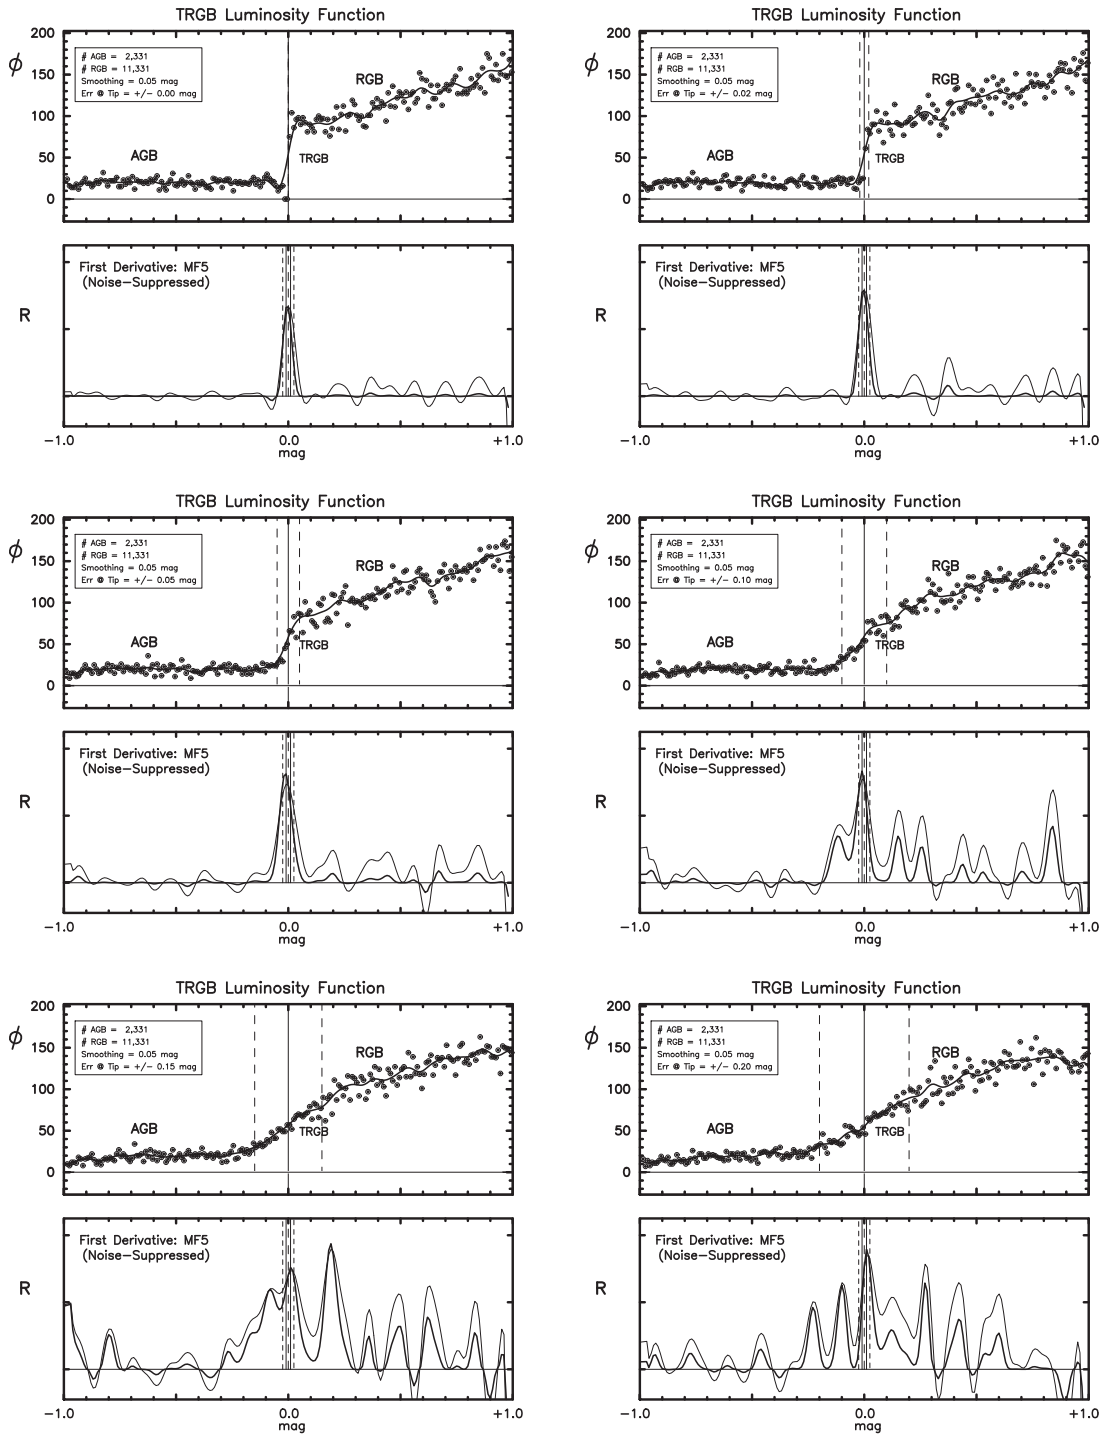 TRGB Luminosity Function
200
ϕ
150
100
50
0
# AGB = 2,331
# RGB = 11,331
Smoothing = 0.05 mag
Err @ Tip = +/- 0.00 mag
RGB
AGB
TRGB
First Derivative: MF5
(Noise-Suppressed)
R
-1.0 0.0 +1.0
mag
TRGB Luminosity Function
200
ϕ
150
100
50
0
# AGB = 2,331
# RGB = 11,331
Smoothing = 0.05 mag
Err @ Tip = +/- 0.02 mag
RGB
AGB
TRGB
First Derivative: MF5
(Noise-Suppressed)
R
-1.0 0.0 +1.0
mag
TRGB Luminosity Function
200
ϕ
150
100
50
0
# AGB = 2,331
# RGB = 11,331
Smoothing = 0.05 mag
Err @ Tip = +/- 0.05 mag
RGB
AGB
TRGB
First Derivative: MF5
(Noise-Suppressed)
R
-1.0 0.0 +1.0
mag
TRGB Luminosity Function
200
ϕ
150
100
50
0
# AGB = 2,331
# RGB = 11,331
Smoothing = 0.05 mag
Err @ Tip = +/- 0.10 mag
RGB
AGB
TRGB
First Derivative: MF5
(Noise-Suppressed)
R
-1.0 0.0 +1.0
mag
TRGB Luminosity Function
200
ϕ
150
100
50
0
# AGB = 2,331
# RGB = 11,331
Smoothing = 0.05 mag
Err @ Tip = +/- 0.15 mag
RGB
AGB
TRGB
First Derivative: MF5
(Noise-Suppressed)
R
-1.0 0.0 +1.0
mag
TRGB Luminosity Function
200
ϕ
150
100
50
0
# AGB = 2,331
# RGB = 11,331
Smoothing = 0.05 mag
Err @ Tip = +/- 0.20 mag
RGB
AGB
TRGB
First Derivative: MF5
(Noise-Suppressed)
R
-1.0 0.0 +1.0
mag